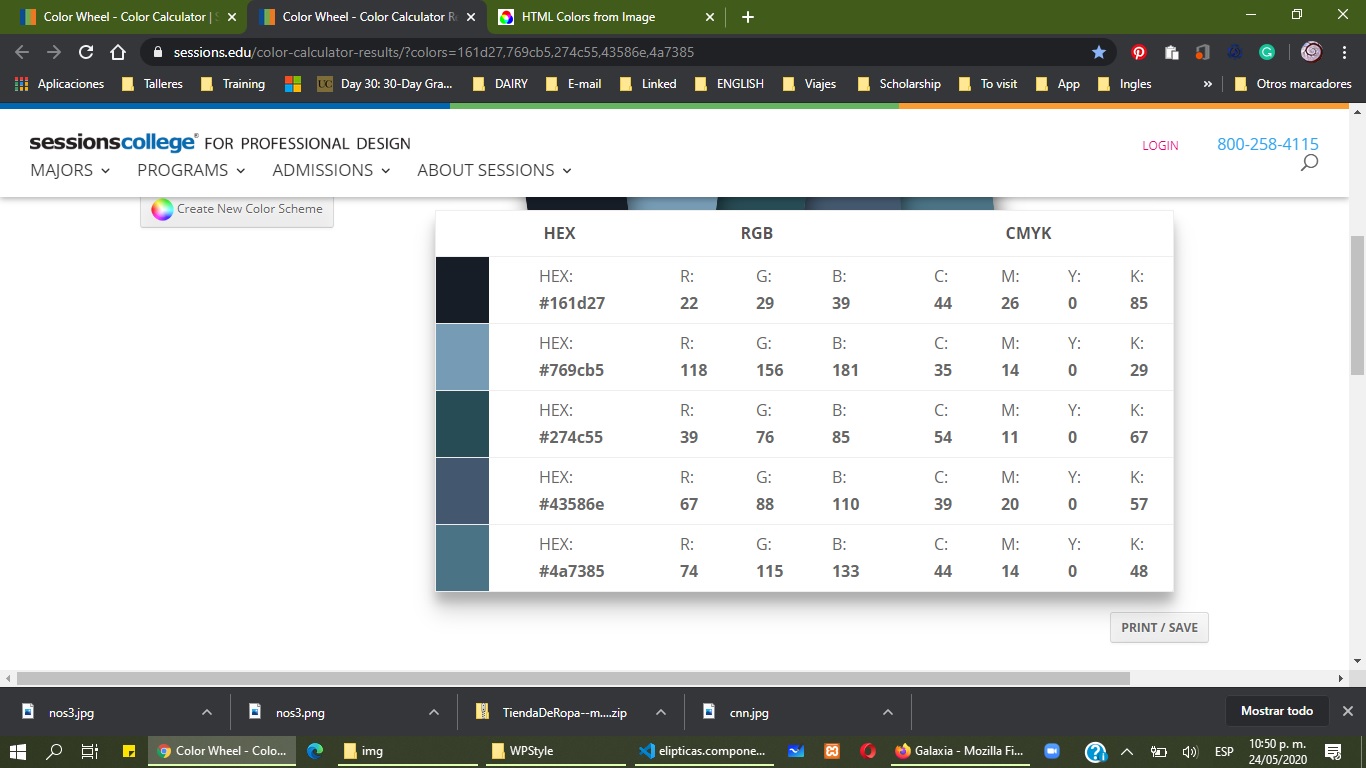 Color Wheel - Color Calculator | S
Color Wheel - Color Calculator Re
HTML Colors from Image
sessions.edu/color-calculator-results/?colors=161d27,769cb5,274c55,43586e,4a7385
Aplicaciones Talleres Training UC Day 30: 30-Day Gra... DAIRY E-mail Linked ENGLISH Viajes Scholarship To visit App Ingles » Otros marcadores
sessionscollege® FOR PROFESSIONAL DESIGN
LOGIN 800-258-4115
MAJORS PROGRAMS ADMISSIONS ABOUT SESSIONS
Create New Color Scheme
HEX RGB CMYK
HEX: R: G: B: C: M: Y: K:
#161d27 22 29 39 44 26 0 85
HEX: R: G: B: C: M: Y: K:
#769cb5 118 156 181 35 14 0 29
HEX: R: G: B: C: M: Y: K:
#274c55 39 76 85 54 11 0 67
HEX: R: G: B: C: M: Y: K:
#43586e 67 88 110 39 20 0 57
HEX: R: G: B: C: M: Y: K:
#4a7385 74 115 133 44 14 0 48
PRINT / SAVE
nos3.jpg nos3.png TiendaDeRopa--m....zip cnn.jpg Mostrar todo
Color Wheel - Colo... img WPStyle elipticas.compone... Galaxia - Mozilla Fi... ESP 10:50 p. m.
24/05/2020